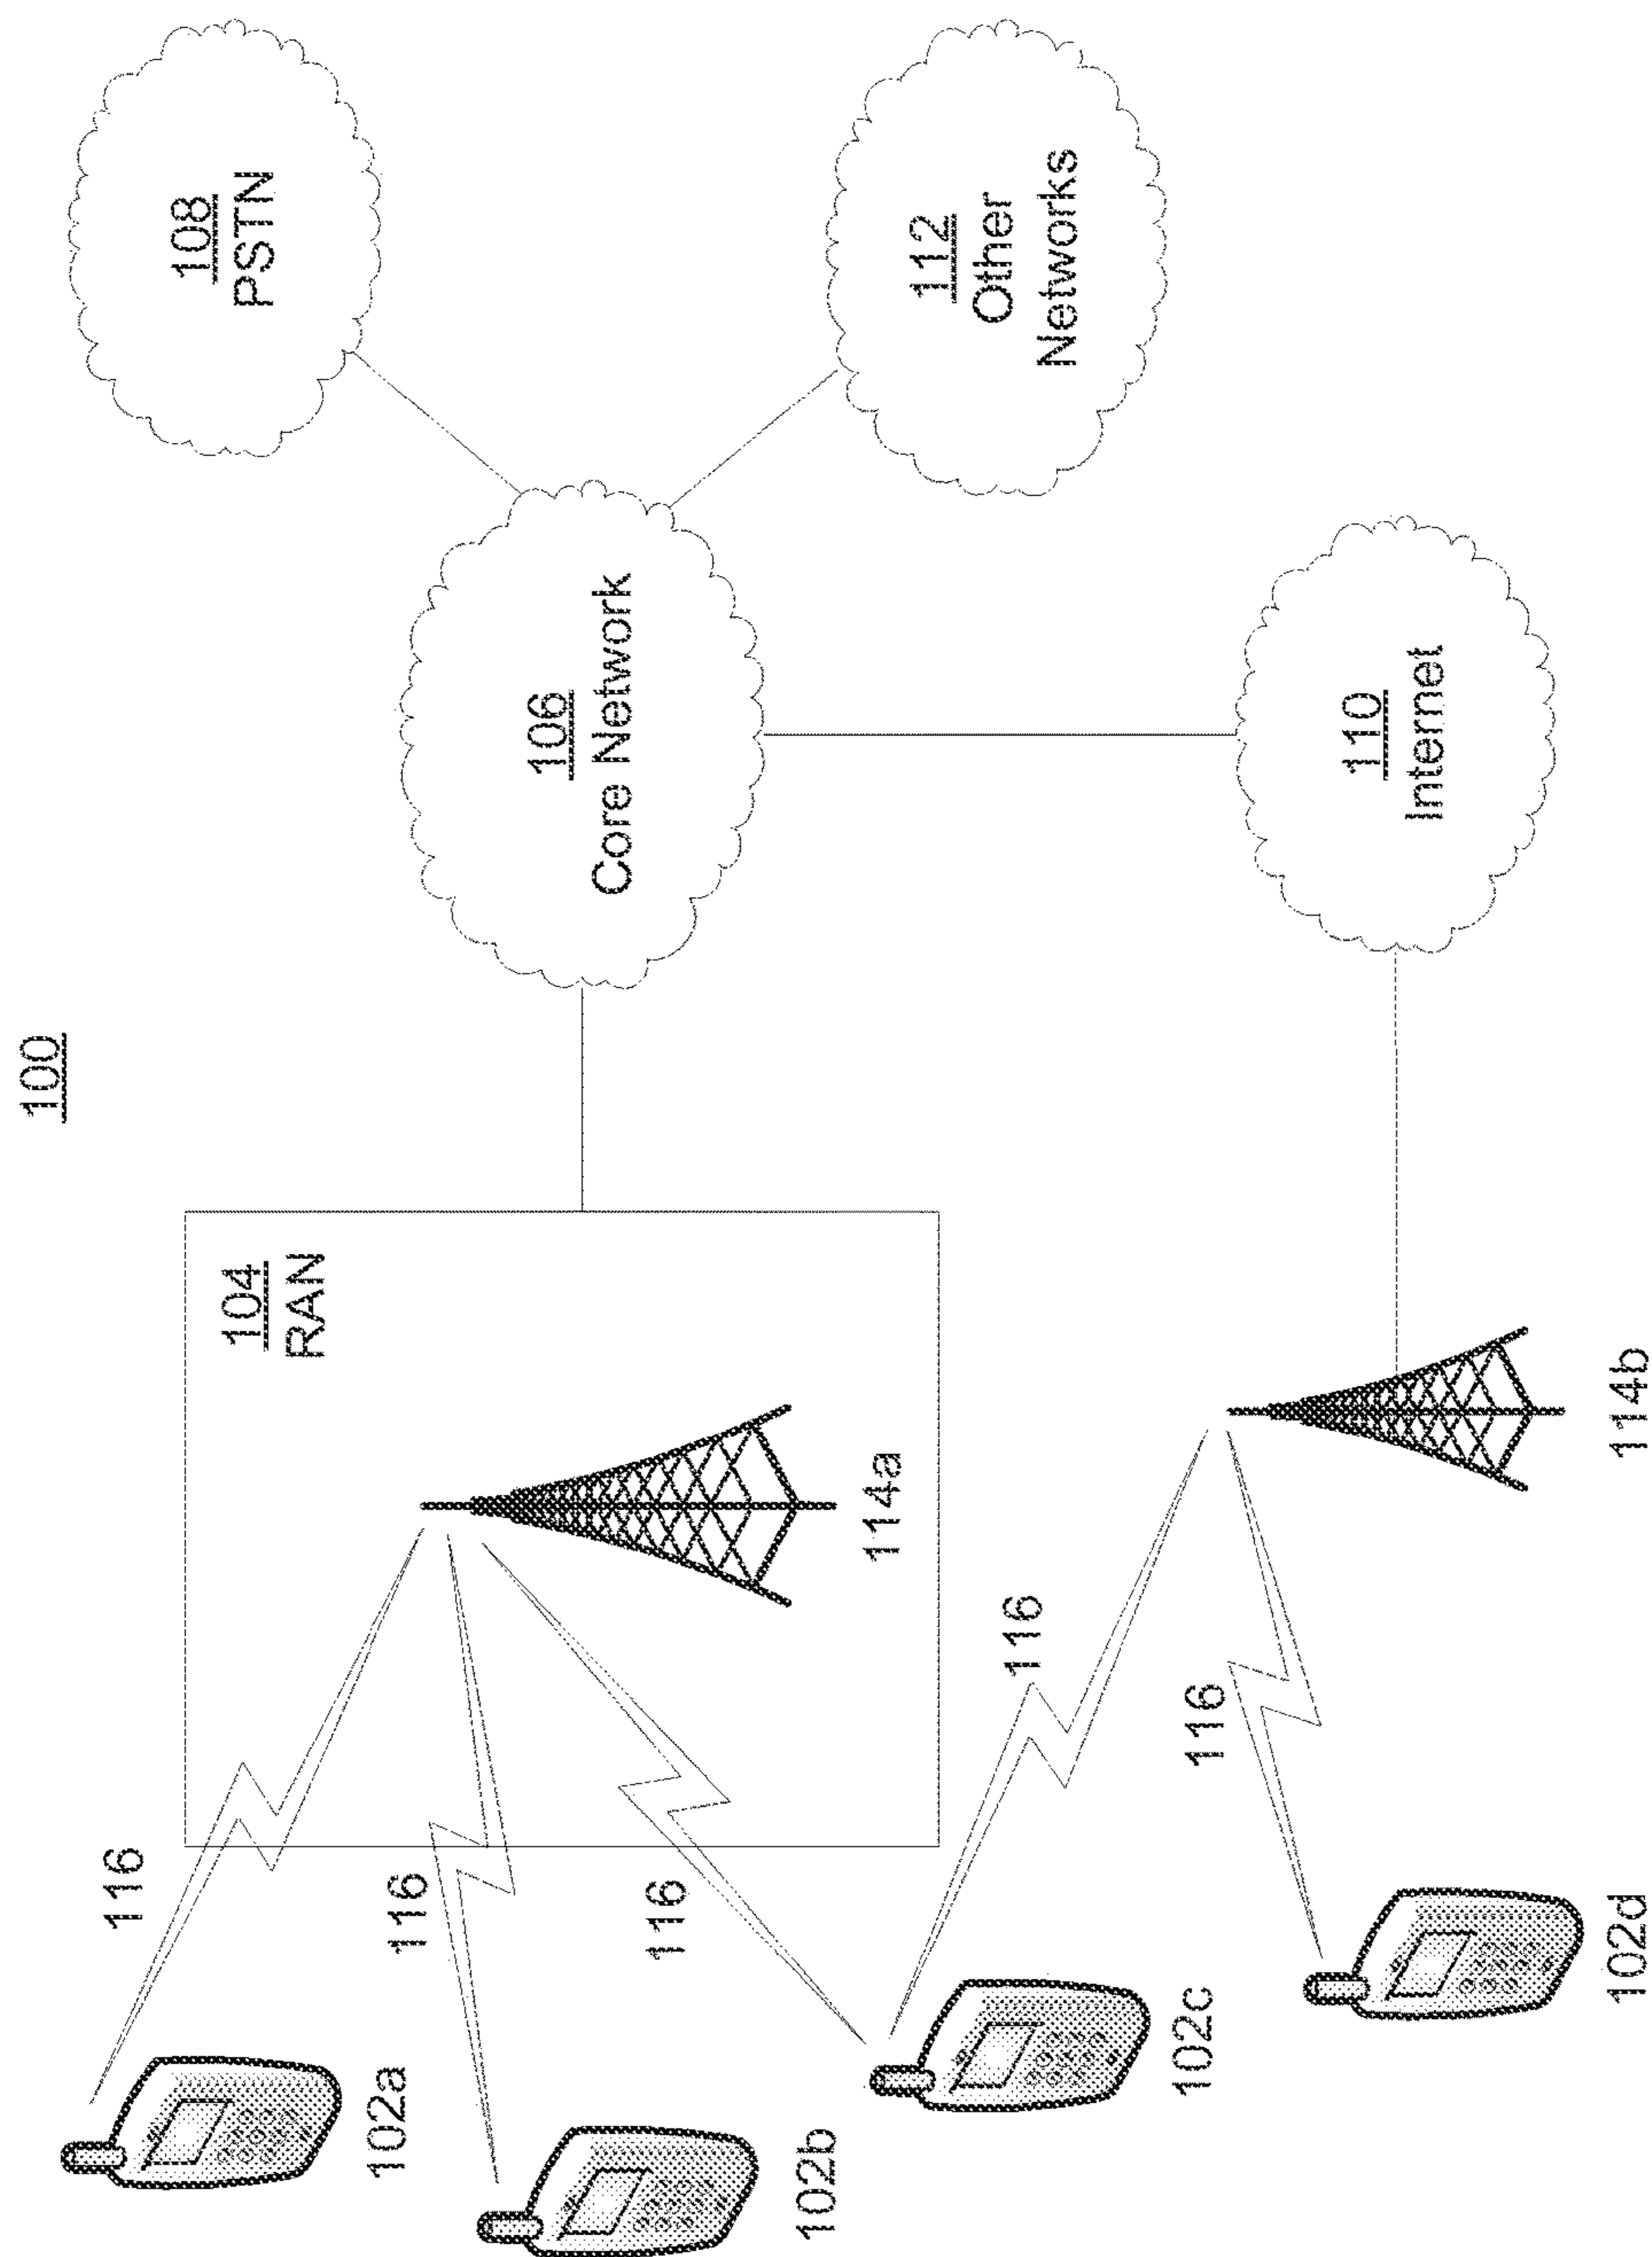 100
108
PSTN
106
Core Network
112
Other
Networks
110
Internet
104
RAN
114a
114b
116
116
116
116
116
102a
102b
102c
102d